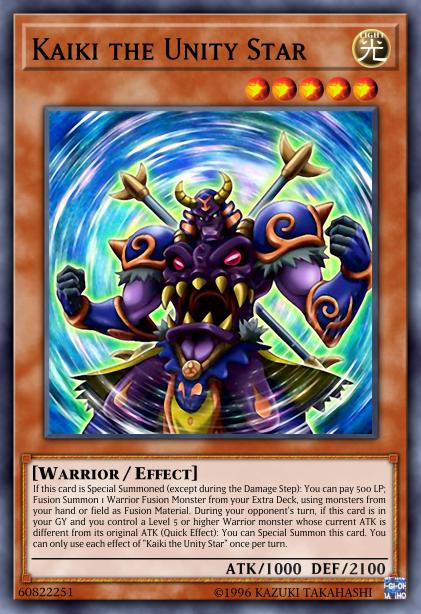 KAIKI THE UNITY STAR
LIGHT
光
[WARRIOR / EFFECT]
If this card is Special Summoned (except during the Damage Step): You can pay 500 LP;
Fusion Summon 1 Warrior Fusion Monster from your Extra Deck, using monsters from
your hand or field as Fusion Material. During your opponent's turn, if this card is in
your GY and you control a Level 5 or higher Warrior monster whose current ATK is
different from its original ATK (Quick Effect): You can Special Summon this card. You
can only use each effect of "Kaiki the Unity Star" once per turn.
ATK/1000 DEF/2100
60822251
©1996 KAZUKI TAKAHASHI